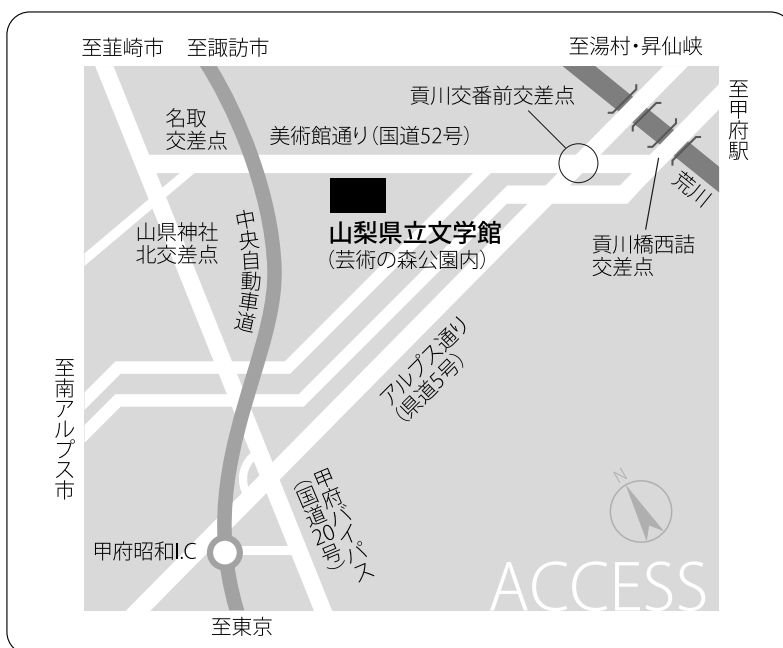 至韮崎市
至諏訪市
至湯村・昇仙峡
貢川交番前交差点
至甲府駅
名取
交差点
美術館通り(国道52号)
荒川
山梨県立文学館
(芸術の森公園内)
山県神社
北交差点
中央自動車道
貢川橋西詰
交差点
アルプス通り
(県道5号)
至南アルプス市
甲府バイパス
(国道20号)
N
甲府昭和I.C
ACCESS
至東京